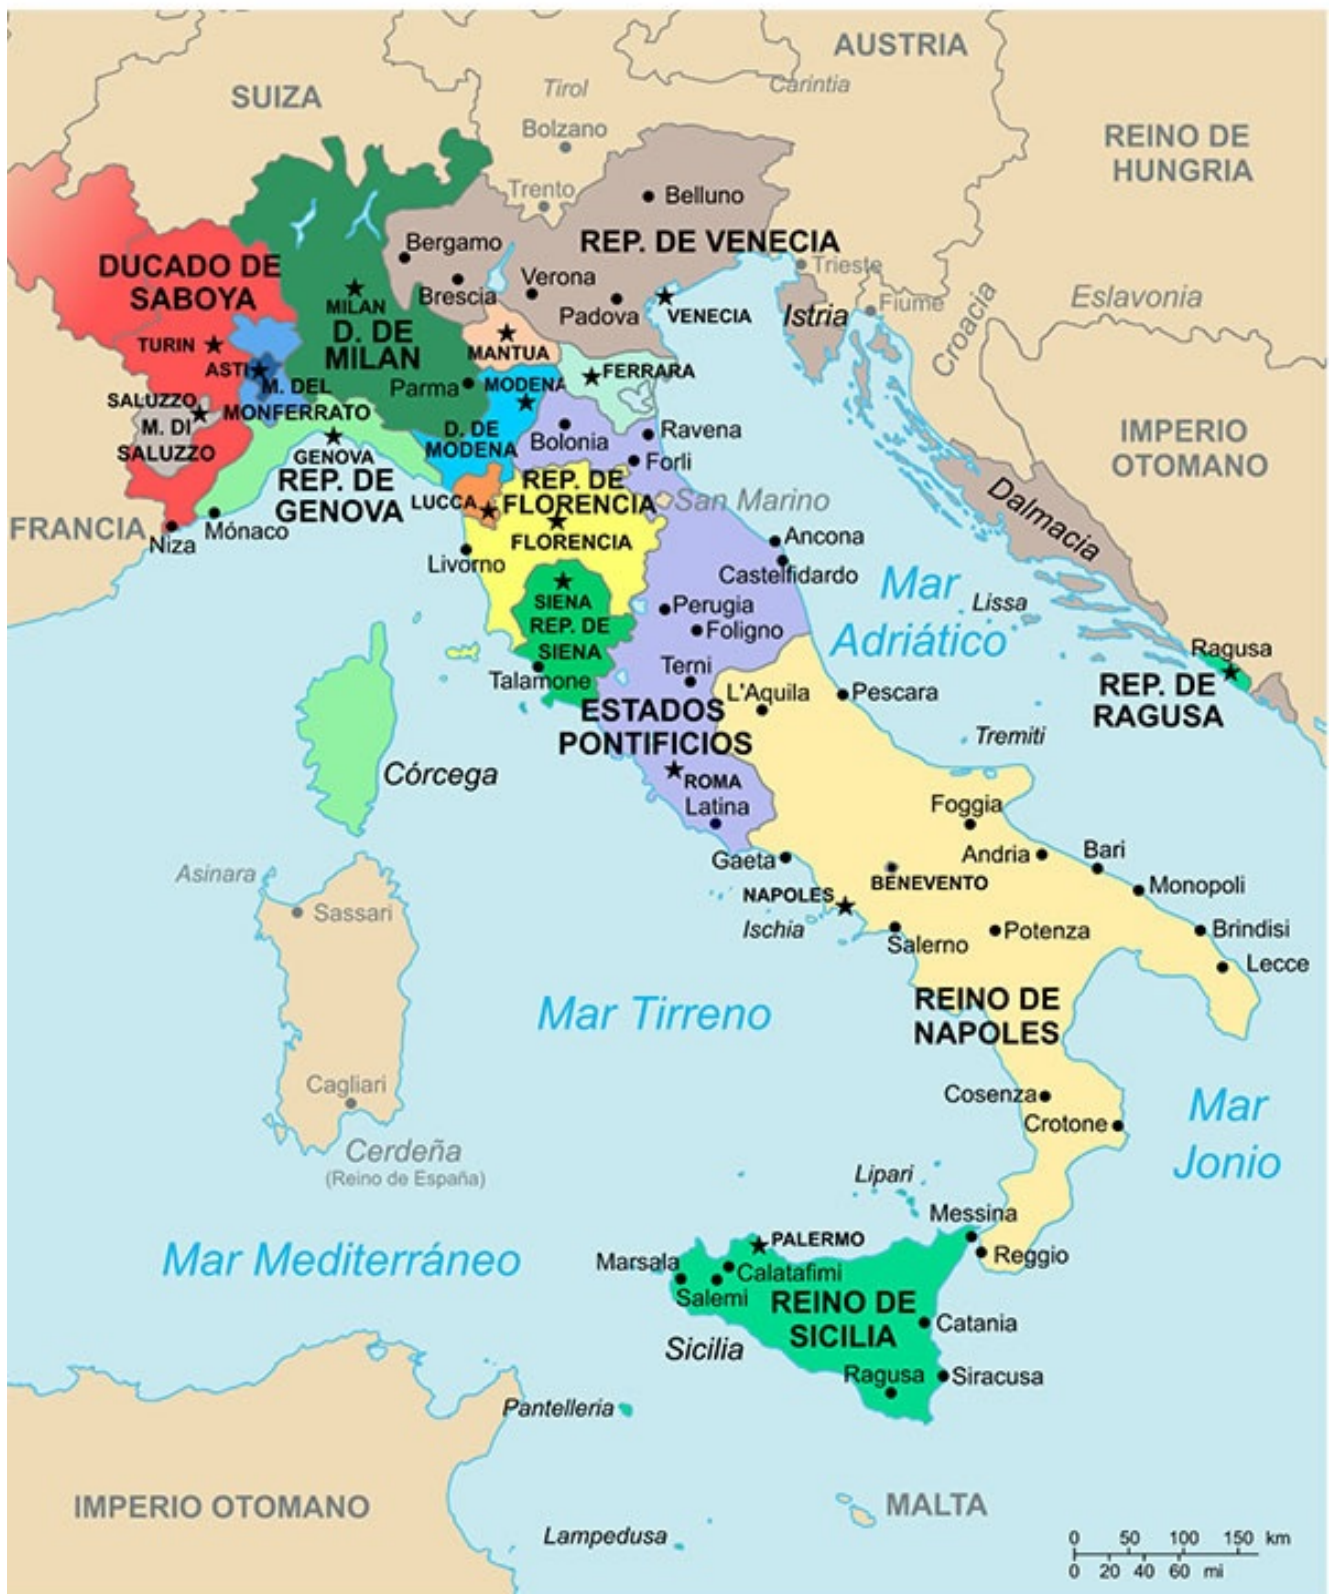 AUSTRIA
Tirol
Carintia
SUIZA
Bolzano
REINO DE
HUNGRIA
Trento
Belluno
Bergamo
REP. DE VENECIA
DUCADO DE
SABOYA
Trieste
Brescia
Verona
Padova
VENECIA
Istria
Fiume
Croacia
Eslavonia
MILAN
D. DE
MILAN
TURIN
MANTUA
ASTI
FERRARA
M. DEL
MONFERRATO
Parma
MODENA
SALUZZO
M. DI
SALUZZO
D. DE
MODENA
Bolonia
Ravena
IMPERIO
OTOMANO
GENOVA
REP. DE
GENOVA
Forli
LUCCA
REP. DE
FLORENCIA
San Marino
Dalmacia
FRANCIA
Niza
Mónaco
FLORENCIA
Ancona
Livorno
Castelfidardo
Mar
Adriático
SIENA
REP. DE
SIENA
Perugia
Foligno
Lissa
Talamone
Terni
Ragusa
L'Aquila
Pescara
REP. DE
RAGUSA
ESTADOS
PONTIFICIOS
Tremiti
Córcega
ROMA
Latina
Foggia
Gaeta
Andria
Bari
Asinara
BENEVENTO
Monopoli
NAPOLES
Sassari
Ischia
Salerno
Potenza
Brindisi
Lecce
Mar Tirreno
REINO DE
NAPOLES
Cagliari
Cosenza
Crotone
Mar
Jonio
Cerdeña
(Reino de España)
Lipari
Messina
Mar Mediterráneo
PALERMO
Reggio
Marsala
Calatafimi
Salemi
REINO DE
SICILIA
Catania
Sicilia
Ragusa
Siracusa
Pantelleria
IMPERIO OTOMANO
MALTA
Lampedusa
0 50 100 150 km
0 20 40 60 mi